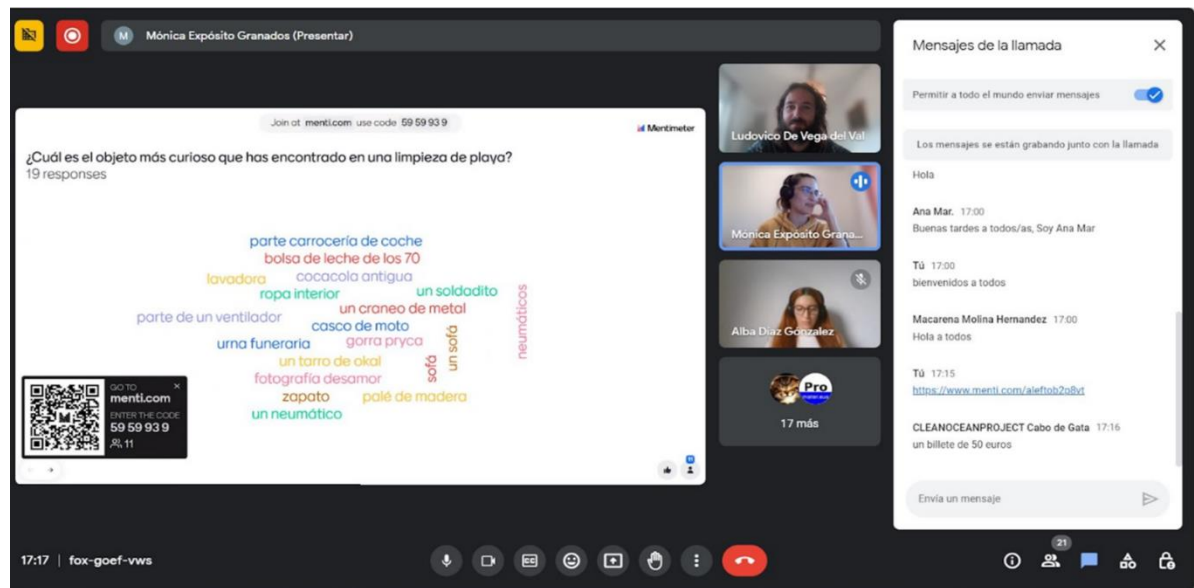 M Mónica Expósito Granados (Presentar)
Join at menti.com use code 59 59 93 9
Mentimeter
¿Cuál es el objeto más curioso que has encontrado en una limpieza de playa?
19 responses
parte carrocería de coche
bolsa de leche de los 70
lavadora cocacola antigua
ropa interior un soldadito
un craneo de metal
parte de un ventilador
casco de moto
urna funeraria gorra pryca
un tarro de okal
fotografía desamor
sofá
un sofá
neumáticos
zapato palé de madera
un neumático
GO TO
menti.com
ENTER THE CODE
59 59 93 9
11
Ludovico De Vega del Val
Mónica Expósito Grana...
Alba Díaz González
Pro
17 más
Mensajes de la llamada
Permitir a todo el mundo enviar mensajes
Los mensajes se están grabando junto con la llamada
Hola
Ana Mar. 17:00
Buenas tardes a todos/as, Soy Ana Mar
Tú 17:00
bienvenidos a todos
Macarena Molina Hernandez 17:00
Hola a todos
Tú 17:15
https://www.menti.com/aleftob2p8yt
CLEANOCEANPROJECT Cabo de Gata 17:16
un billete de 50 euros
Envía un mensaje
17:17 | fox-goef-vws
21